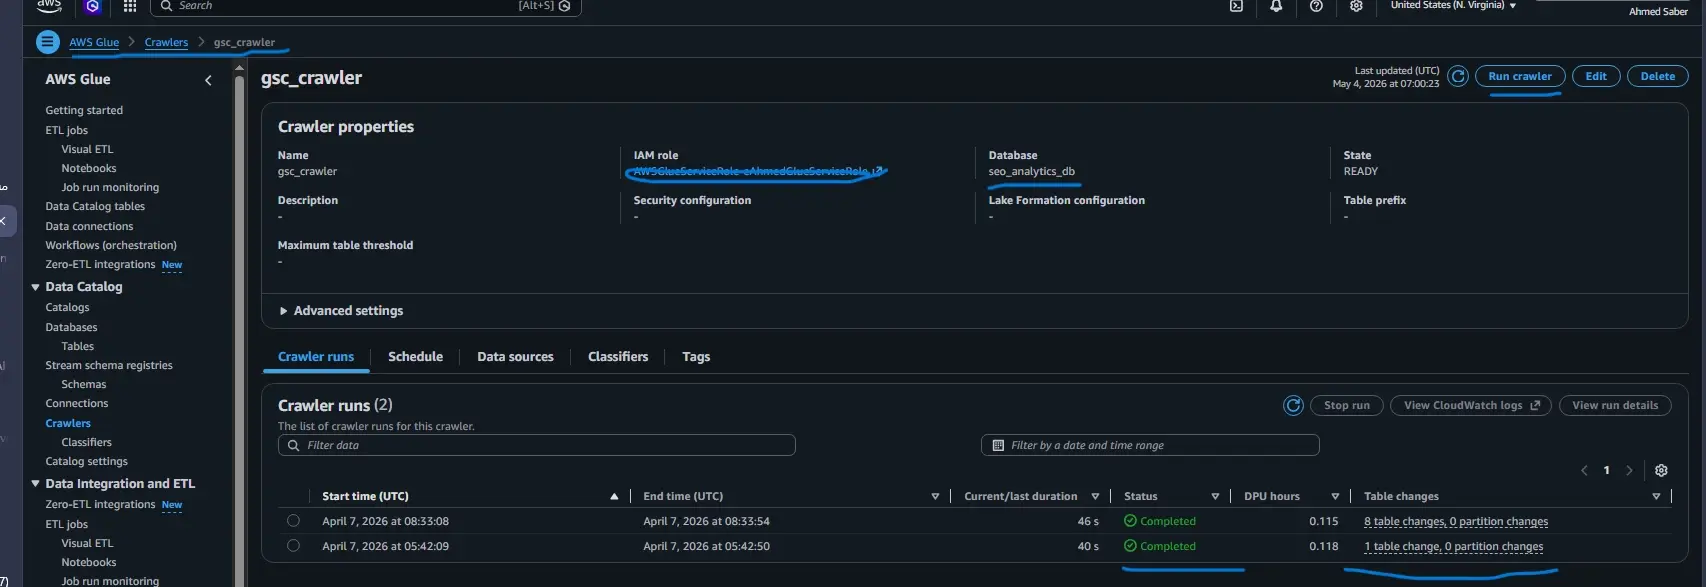 aws
Search [Alt+S]
United States (N. Virginia)
Ahmed Saber
AWS Glue > Crawlers > gsc_crawler
AWS Glue
Getting started
ETL jobs
Visual ETL
Notebooks
Job run monitoring
Data Catalog tables
Data connections
Workflows (orchestration)
Zero-ETL integrations New
Data Catalog
Catalogs
Databases
Tables
Stream schema registries
Schemas
Connections
Crawlers
Classifiers
Catalog settings
Data Integration and ETL
Zero-ETL integrations New
ETL jobs
Visual ETL
Notebooks
Job run monitoring
gsc_crawler
Last updated (UTC)
May 4, 2026 at 07:00:23
Run crawler Edit Delete
Crawler properties
Name
gsc_crawler
IAM role
Database
seo_analytics_db
State
READY
Description
-
Security configuration
-
Lake Formation configuration
-
Table prefix
-
Maximum table threshold
-
Advanced settings
Crawler runs Schedule Data sources Classifiers Tags
Crawler runs (2)
The list of crawler runs for this crawler.
Stop run View CloudWatch logs View run details
Filter data
Filter by a date and time range
1
Start time (UTC) End time (UTC) Current/last duration Status DPU hours Table changes
April 7, 2026 at 08:33:08 April 7, 2026 at 08:33:54 46 s Completed 0.115 8 table changes, 0 partition changes
April 7, 2026 at 05:42:09 April 7, 2026 at 05:42:50 40 s Completed 0.118 1 table change, 0 partition changes